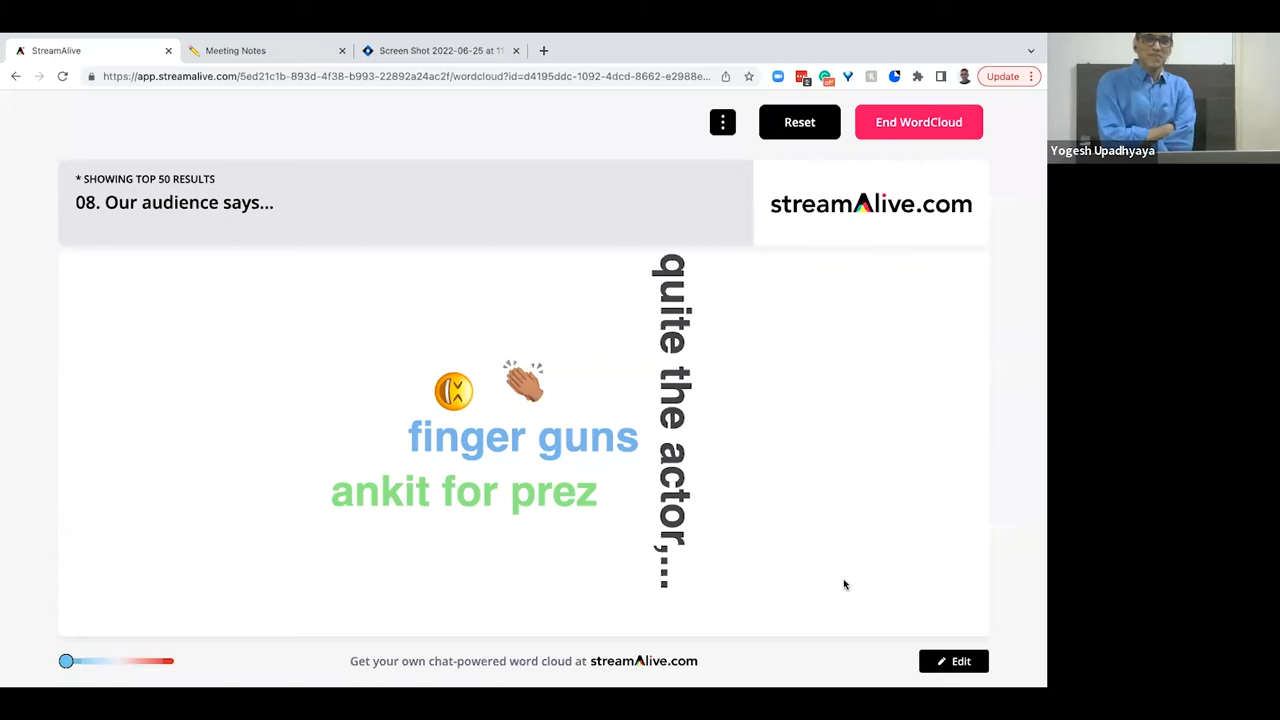 StreamAlive
Meeting Notes
Screen Shot 2022-06-25 at 11
https://app.streamalive.com/5ed21c1b-893d-4f38-b993-22892a24ac2f/wordcloud?id=d4195ddc-1092-4dcd-8662-e2988e...
2
off
Update
Reset
End WordCloud
Yogesh Upadhyaya
* SHOWING TOP 50 RESULTS
08. Our audience says...
streamAlive.com
quite the actor,...
finger guns
ankit for prez
Get your own chat-powered word cloud at streamAlive.com
Edit